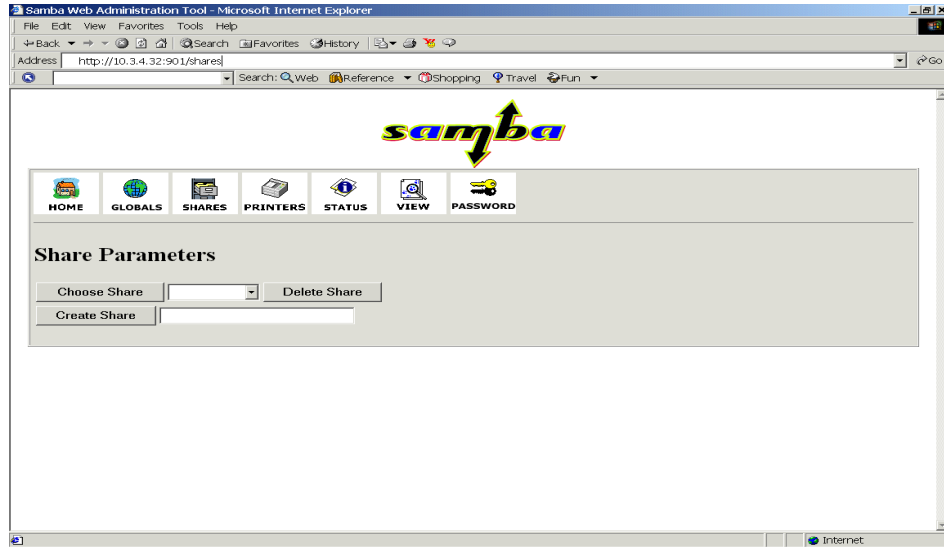 Samba Web Administration Tool - Microsoft Internet Explorer
File Edit View Favorites Tools Help
Back Search Favorites History
Address http://10.3.4.32:901/shares Go
Search: Web Reference Shopping Travel Fun
samba
HOME GLOBALS SHARES PRINTERS STATUS VIEW PASSWORD
Share Parameters
Choose Share Delete Share
Create Share
Internet